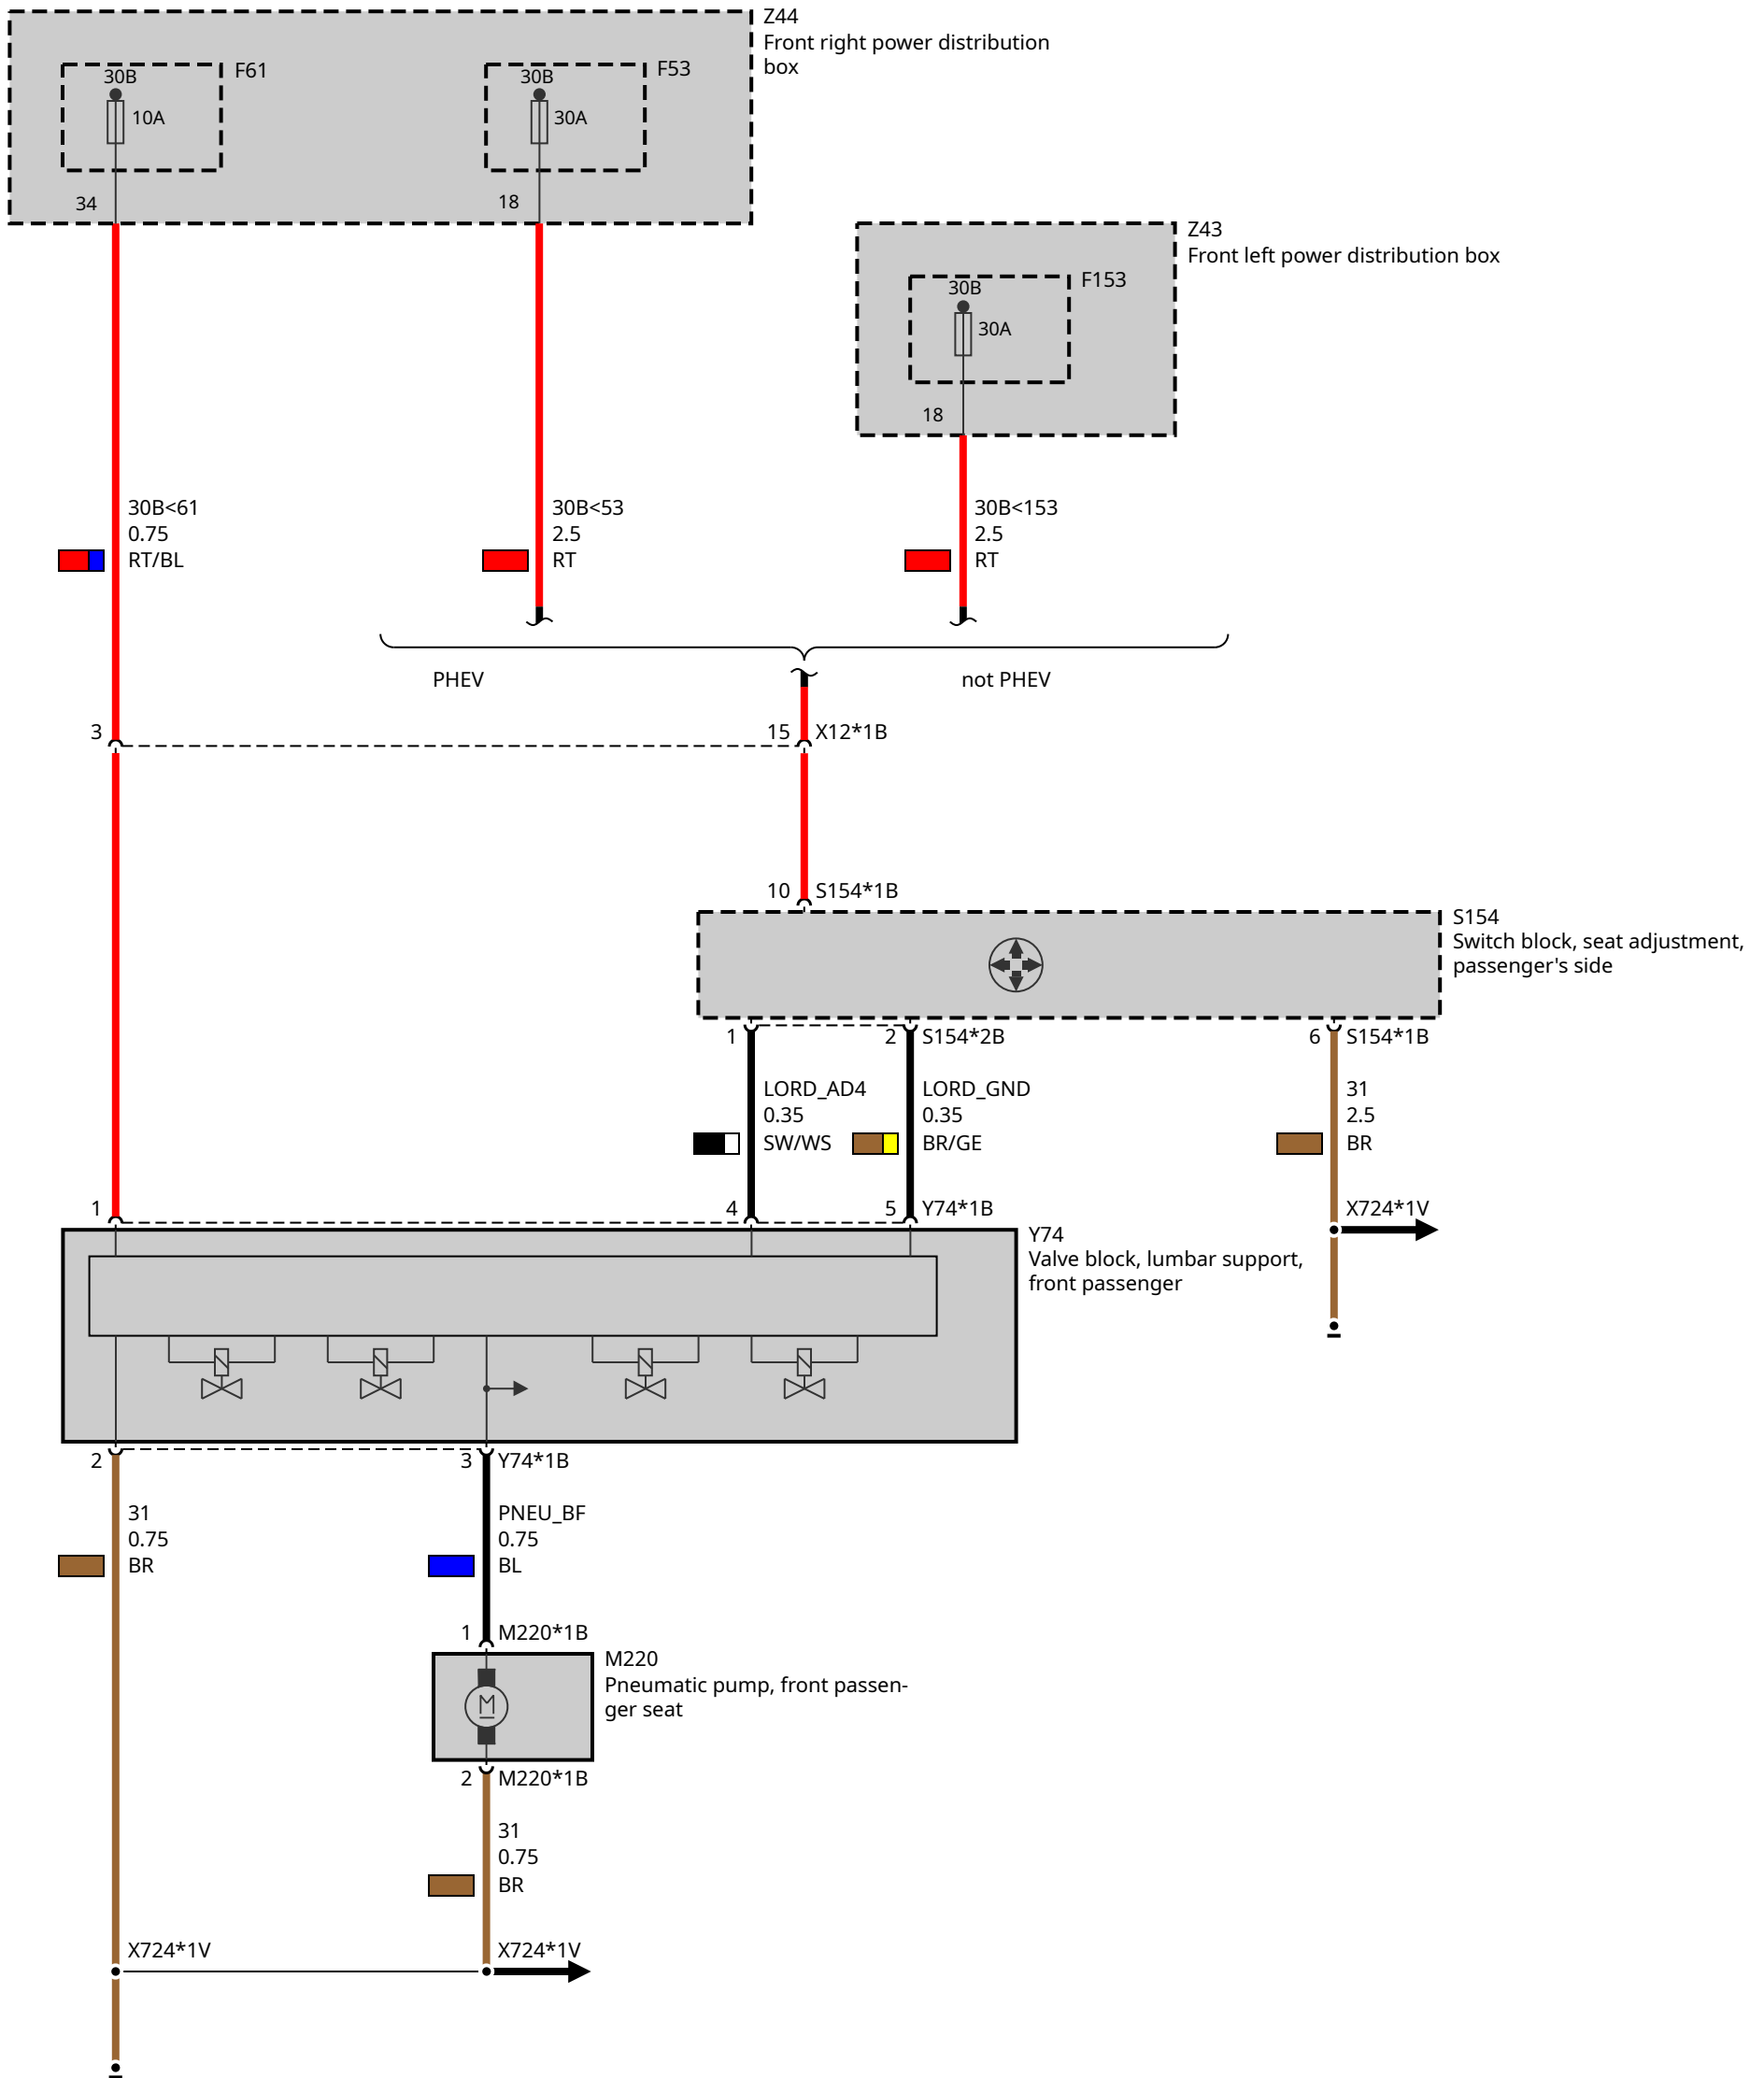 Z44
Front right power distribution
box
F61
30B
10A
34
F53
30B
30A
18
Z43
Front left power distribution box
F153
30B
30A
18
30B<61
0.75
RT/BL
30B<53
2.5
RT
30B<153
2.5
RT
PHEV
not PHEV
3
15
X12*1B
10
S154*1B
S154
Switch block, seat adjustment,
passenger's side
1
2
S154*2B
6
S154*1B
LORD_AD4
0.35
SW/WS
LORD_GND
0.35
BR/GE
31
2.5
BR
1
4
5
Y74*1B
X724*1V
Y74
Valve block, lumbar support,
front passenger
2
3
Y74*1B
31
0.75
BR
PNEU_BF
0.75
BL
1
M220*1B
M220
Pneumatic pump, front passen-
ger seat
M
2
M220*1B
31
0.75
BR
X724*1V
X724*1V